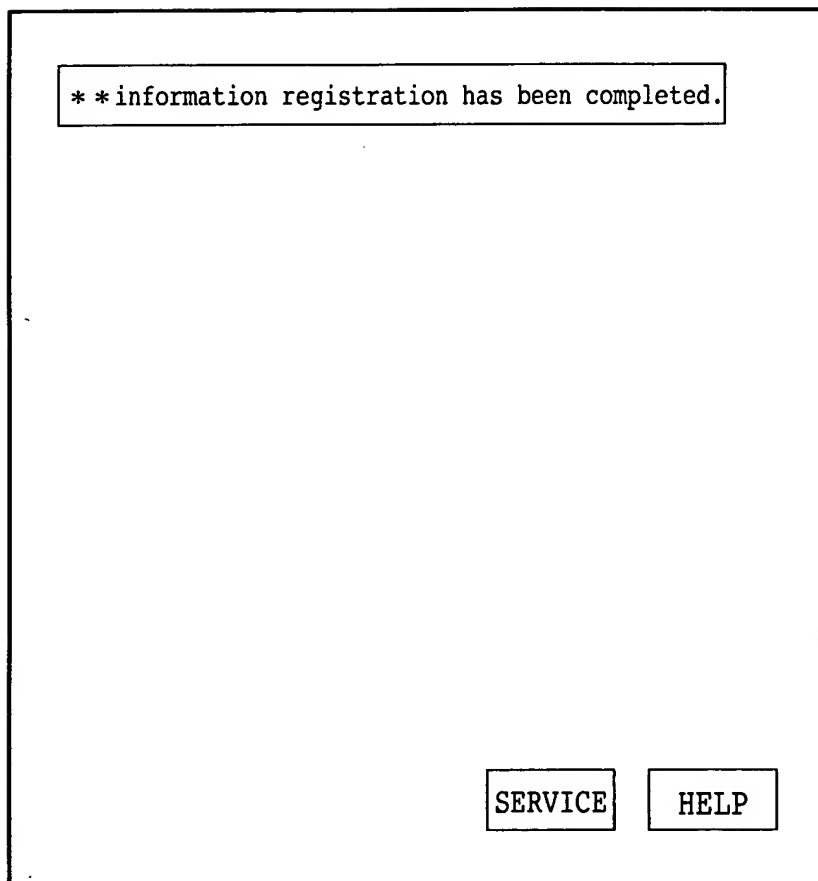 **information registration has been completed.
SERVICE HELP